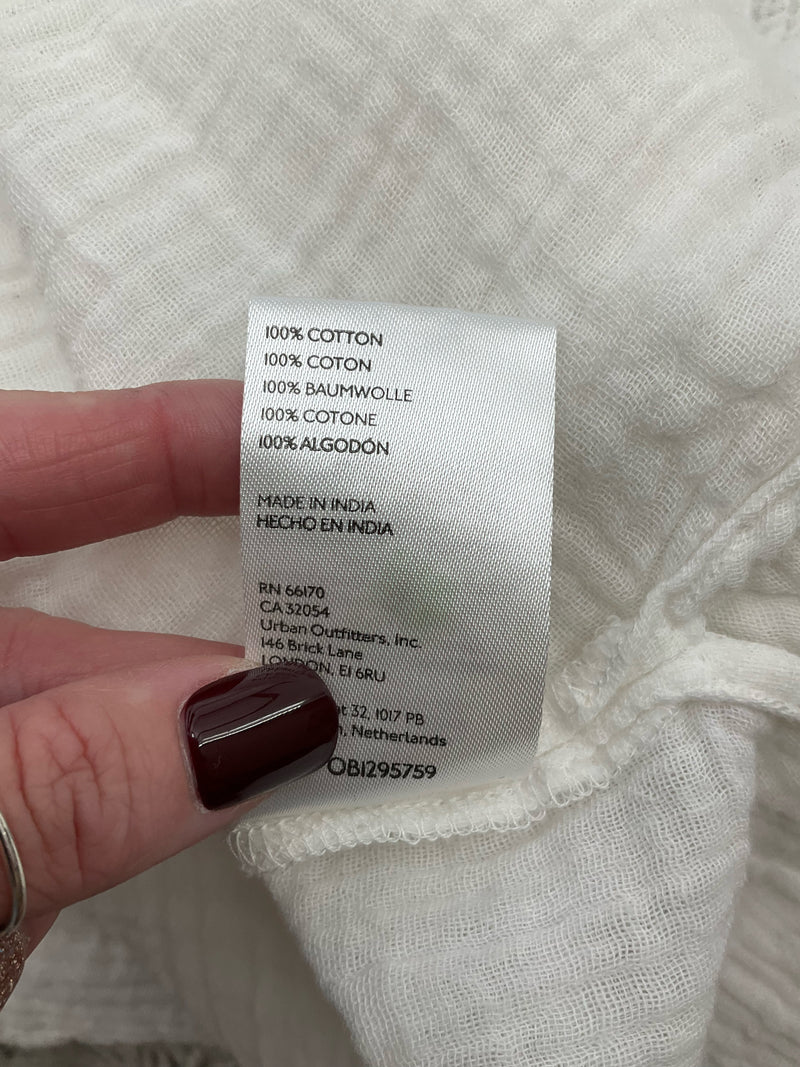 100% COTTON
100% COTON
100% BAUMWOLLE
100% COTONE
100% ALGODÓN
MADE IN INDIA
HECHO EN INDIA
RN 66170
CA 32054
Urban Outfitters, Inc.
146 Brick Lane
LONDON, E1 6RU
32, 1017 PB
Netherlands
OB1295759